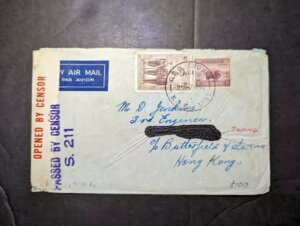 BY AIR MAIL
PAR AVION
AUSTRALIA
OPENED BY CENSOR
PASSED BY CENSOR
S. 211
Mr D. Jenkins
3rd Engineer
c/o Butterfield & Swire
Hong Kong